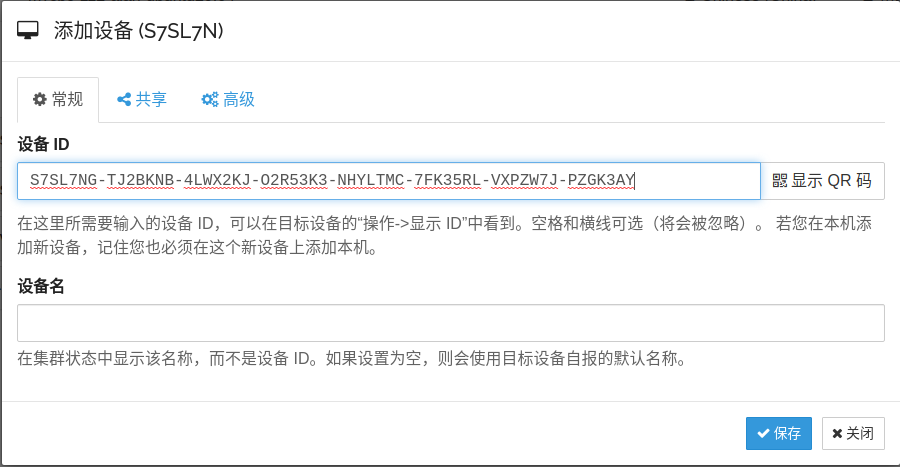 添加设备 (S7SL7N)
常规 共享 高级
设备 ID
S7SL7NG-TJ2BKNB-4LWX2KJ-O2R53K3-NHYLTMC-7FK35RL-VXPZW7J-PZGK3AY 显示 QR 码
在这里所需要输入的设备 ID，可以在目标设备的“操作->显示 ID”中看到。空格和横线可选（将会被忽略）。 若您在本机添
加新设备，记住您也必须在这个新设备上添加本机。
设备名
在集群状态中显示该名称，而不是设备 ID。如果设置为空，则会使用目标设备自报的默认名称。
保存 关闭